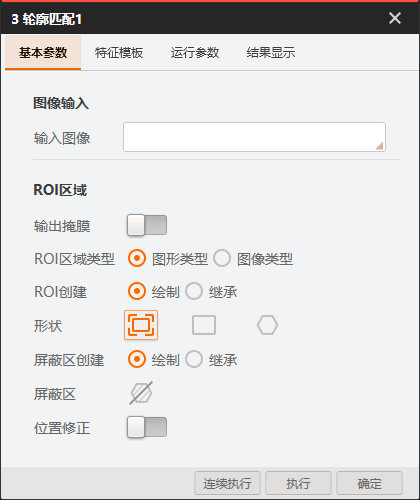 3 轮廓匹配1
基本参数 特征模板 运行参数 结果显示
图像输入
输入图像
ROI区域
输出掩膜
ROI区域类型 图形类型 图像类型
ROI创建 绘制 继承
形状
屏蔽区创建 绘制 继承
屏蔽区
位置修正
连续执行 执行 确定